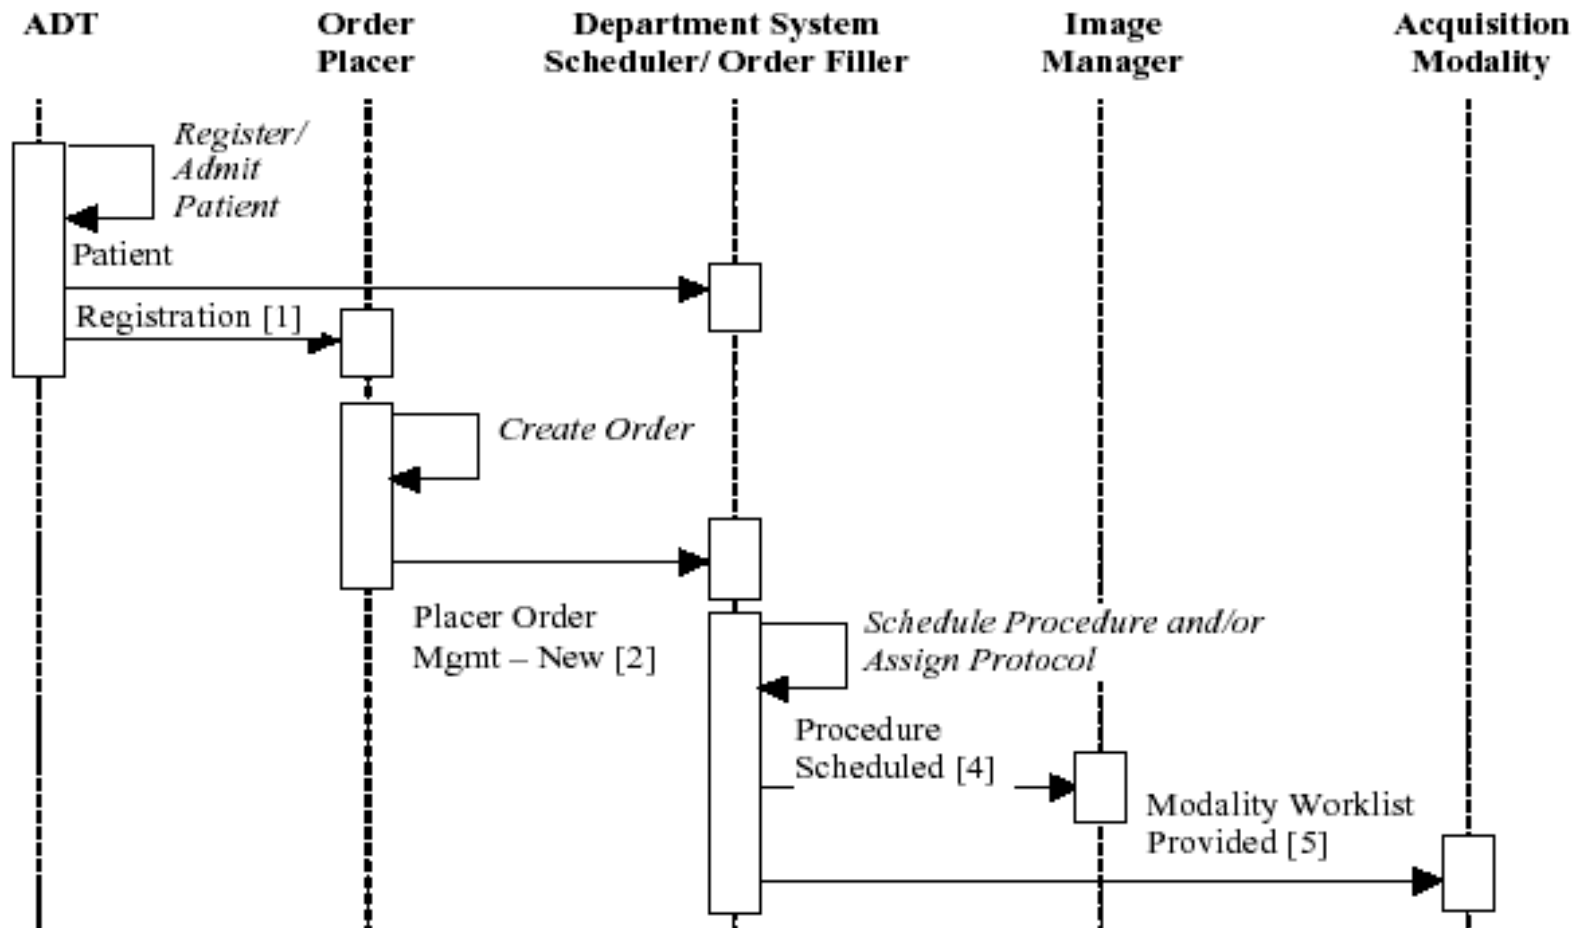 ADT
Order
Placer
Department System
Scheduler/ Order Filler
Image
Manager
Acquisition
Modality
Register/
Admit
Patient
Patient
Registration [1]
Create Order
Placer Order
Mgmt – New [2]
Schedule Procedure and/or
Assign Protocol
Procedure
Scheduled [4]
Modality Worklist
Provided [5]